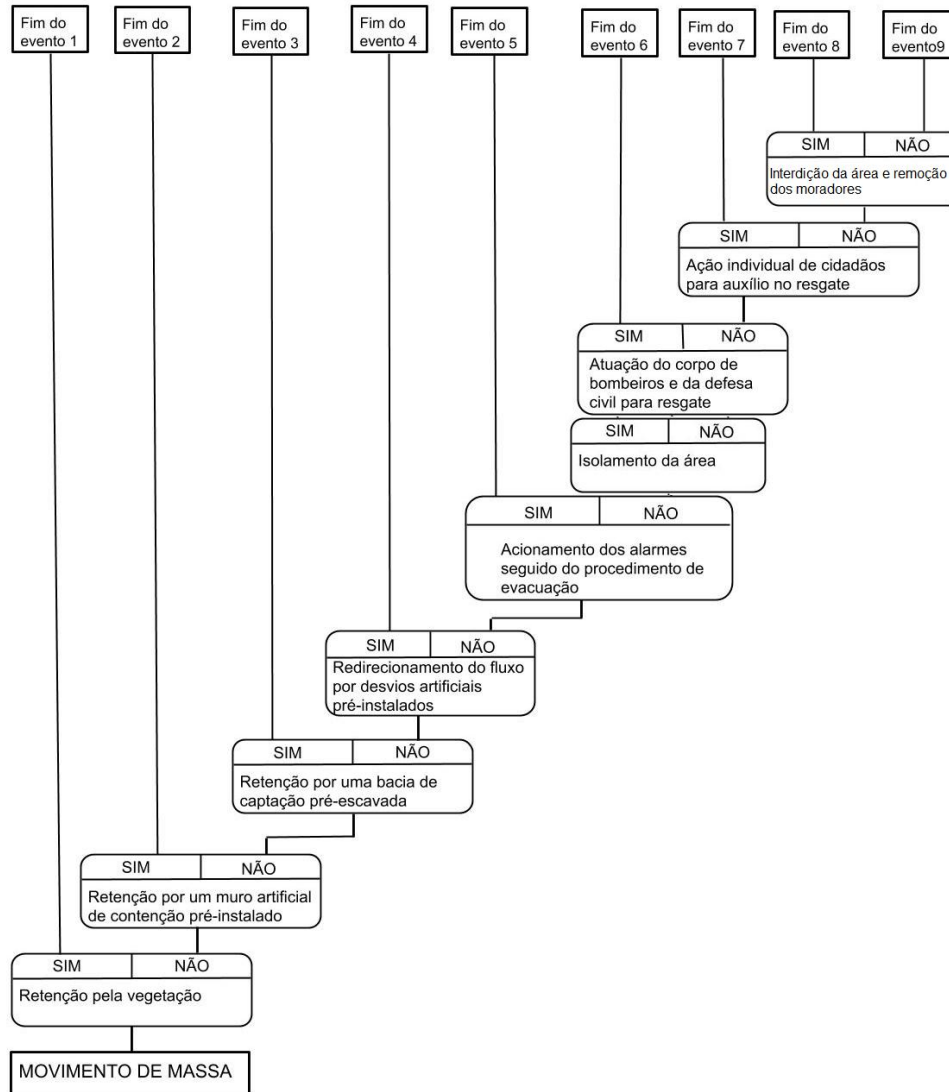 Fim do
evento 1
Fim do
evento 2
Fim do
evento 3
Fim do
evento 4
Fim do
evento 5
Fim do
evento 6
Fim do
evento 7
Fim do
evento 8
Fim do
evento9
SIM NÃO
Interdição da área e remoção
dos moradores
SIM NÃO
Ação individual de cidadãos
para auxílio no resgate
SIM NÃO
Atuação do corpo de
bombeiros e da defesa
civil para resgate
SIM NÃO
Isolamento da área
SIM NÃO
Acionamento dos alarmes
seguido do procedimento de
evacuação
SIM NÃO
Redirecionamento do fluxo
por desvios artificiais
pré-instalados
SIM NÃO
Retenção por uma bacia de
captação pré-escavada
SIM NÃO
Retenção por um muro artificial
de contenção pré-instalado
SIM NÃO
Retenção pela vegetação
MOVIMENTO DE MASSA